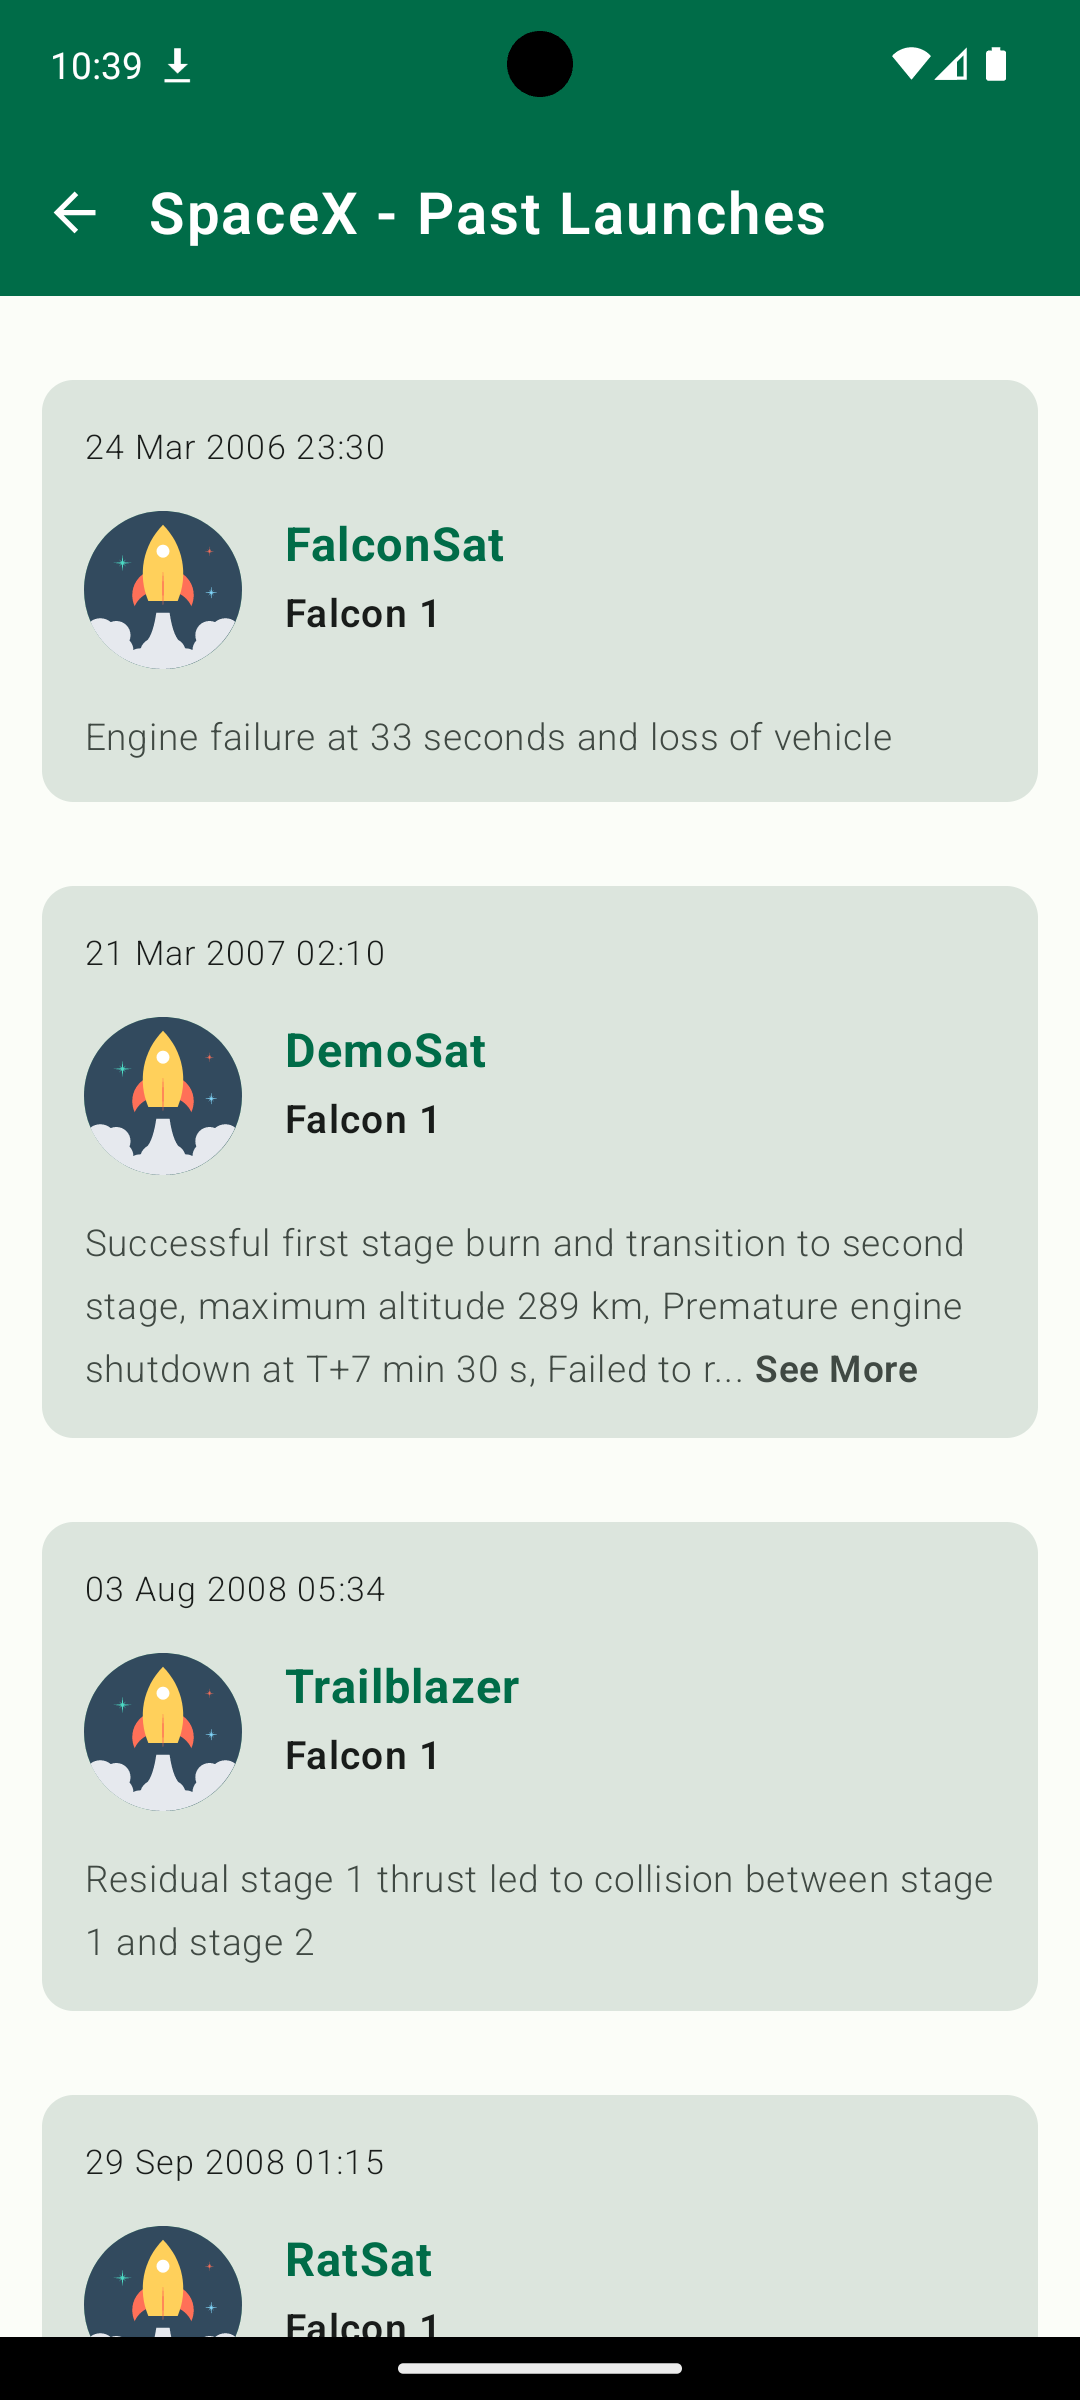 10:39
SpaceX - Past Launches
24 Mar 2006 23:30
FalconSat
Falcon 1
Engine failure at 33 seconds and loss of vehicle
21 Mar 2007 02:10
DemoSat
Falcon 1
Successful first stage burn and transition to second
stage, maximum altitude 289 km, Premature engine
shutdown at T+7 min 30 s, Failed to r... See More
03 Aug 2008 05:34
Trailblazer
Falcon 1
Residual stage 1 thrust led to collision between stage
1 and stage 2
29 Sep 2008 01:15
RatSat
Falcon 1